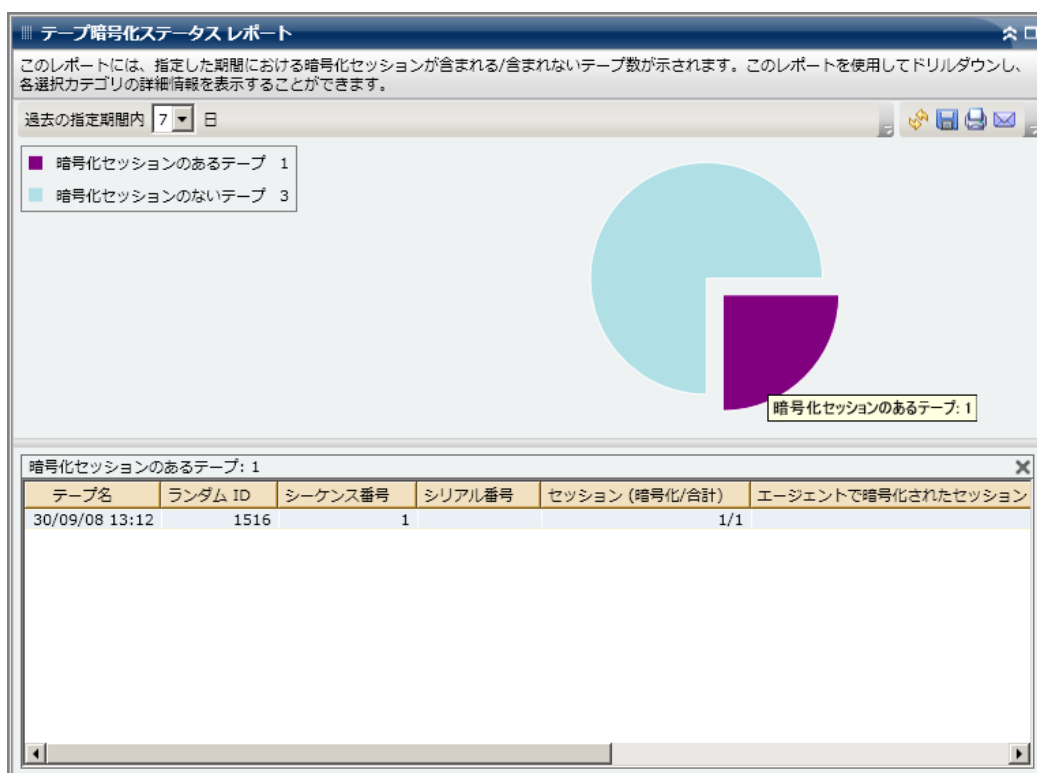 テープ暗号化ステータス レポート
このレポートには、指定した期間における暗号化セッションが含まれる/含まれないテープ数が示されます。このレポートを使用してドリルダウンし、
各選択カテゴリの詳細情報を表示することができます。
過去の指定期間内 7 日
暗号化セッションのあるテープ 1
暗号化セッションのないテープ 3
暗号化セッションのあるテープ: 1
暗号化セッションのあるテープ: 1
テープ名 ランダム ID シーケンス番号 シリアル番号 セッション (暗号化/合計) エージェントで暗号化されたセッション
30/09/08 13:12 1516 1 1/1